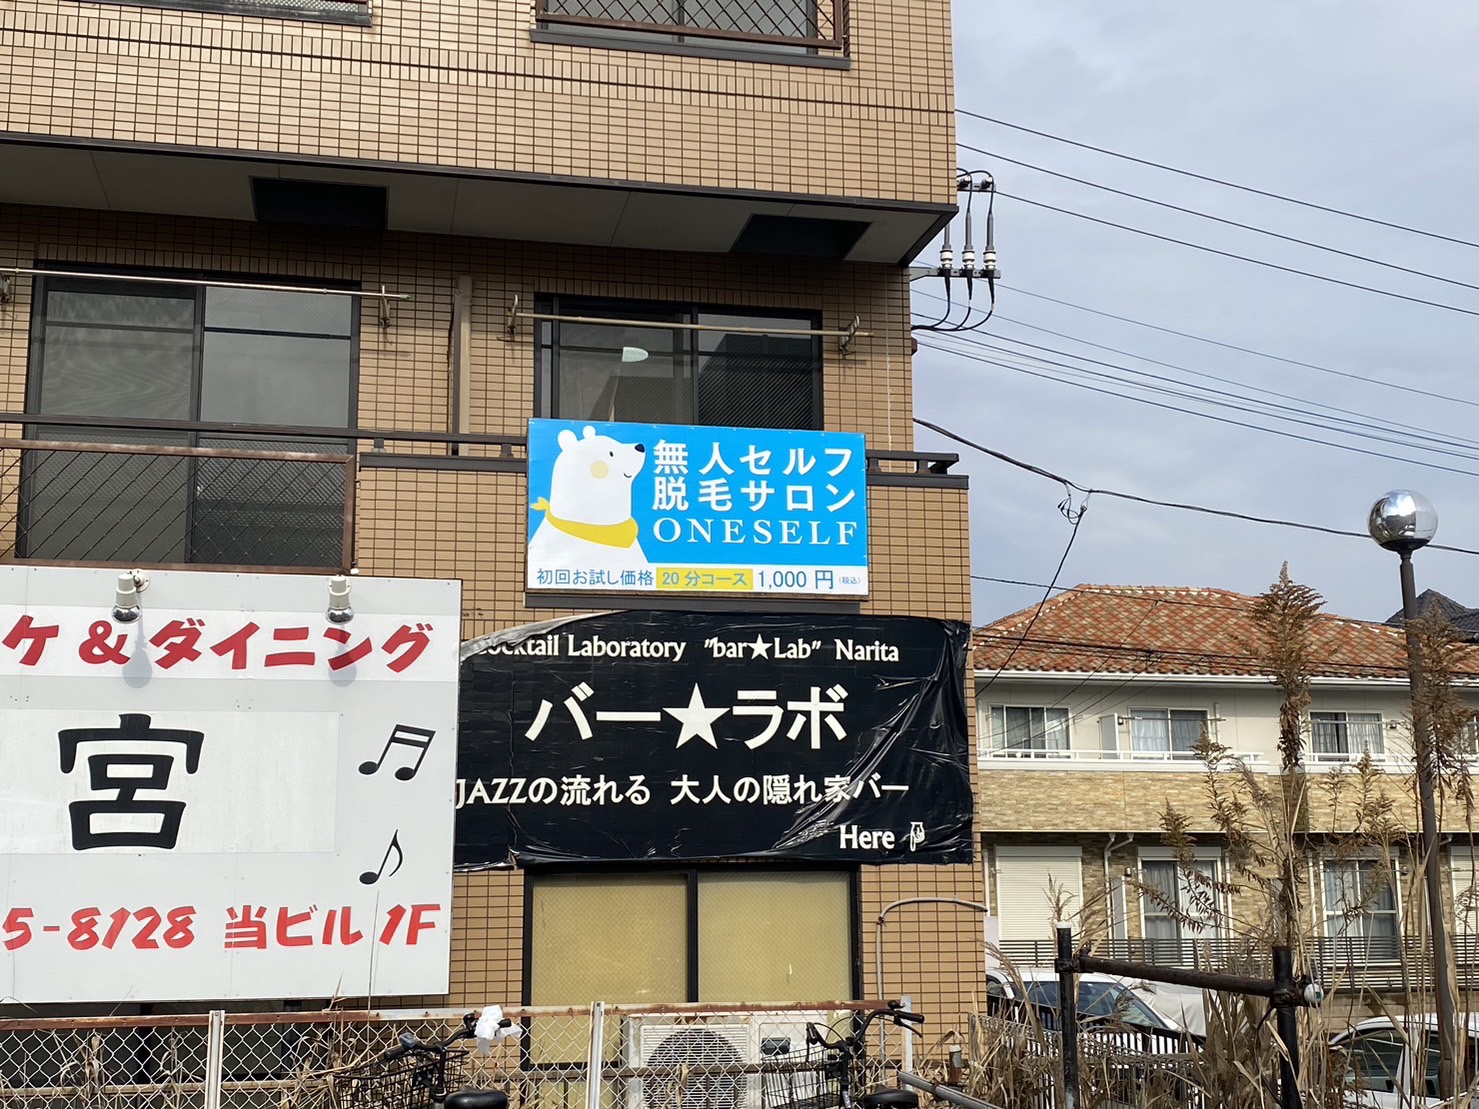 無人セルフ
脱毛サロン
ONESELF
初回お試し価格 20分コース 1,000円(税込)
ケ&ダイニング
宮
5-8128 当ビル1F
cktail Laboratory "bar★Lab" Narita
バー★ラボ
JAZZの流れる 大人の隠れ家バー
Here